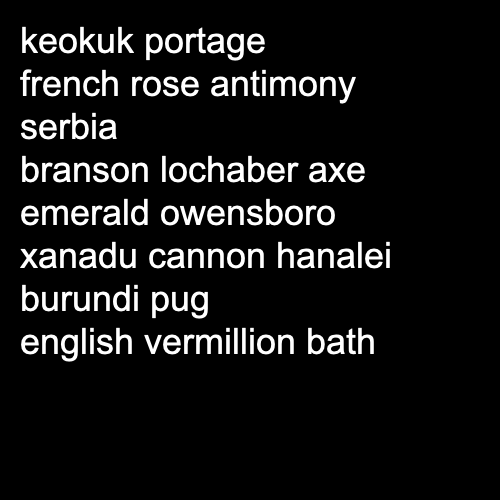 keokuk portage
french rose antimony
serbia
branson lochaber axe
emerald owensboro
xanadu cannon hanalei
burundi pug
english vermillion bath